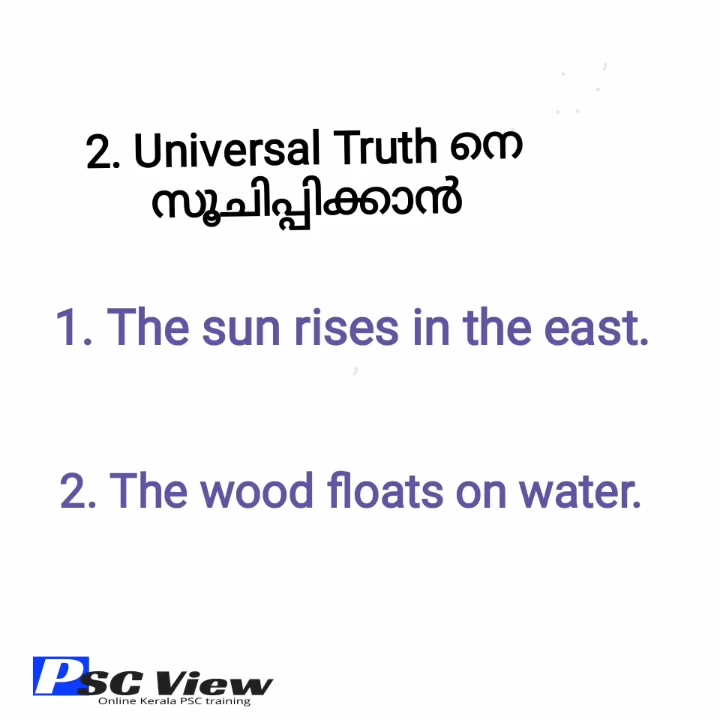 2. Universal Truth നെ
സൂചിപ്പിക്കാൻ
1. The sun rises in the east.
2. The wood floats on water.
PSC View
Online Kerala PSC training